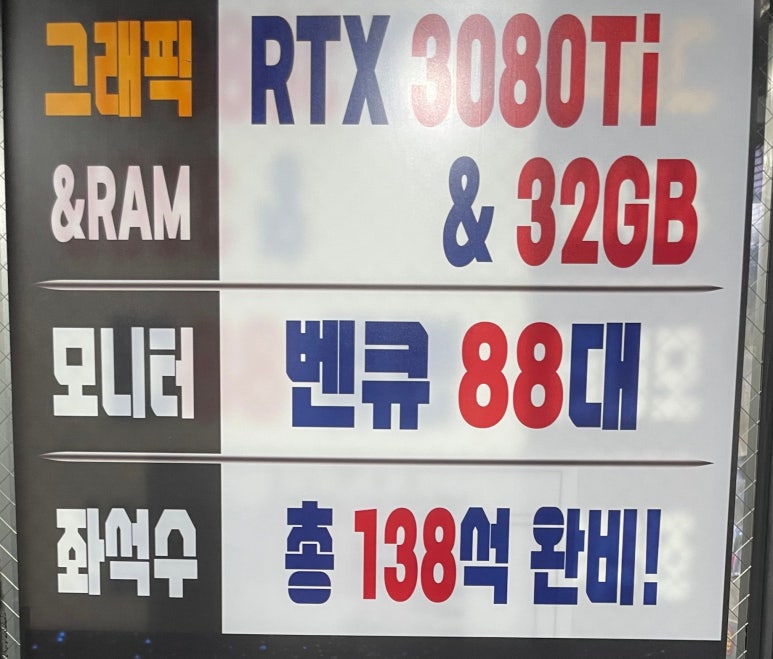 그래픽 RTX 3080Ti
&RAM & 32GB
모니터 벤큐 88대
좌석수 총 138석 완비!